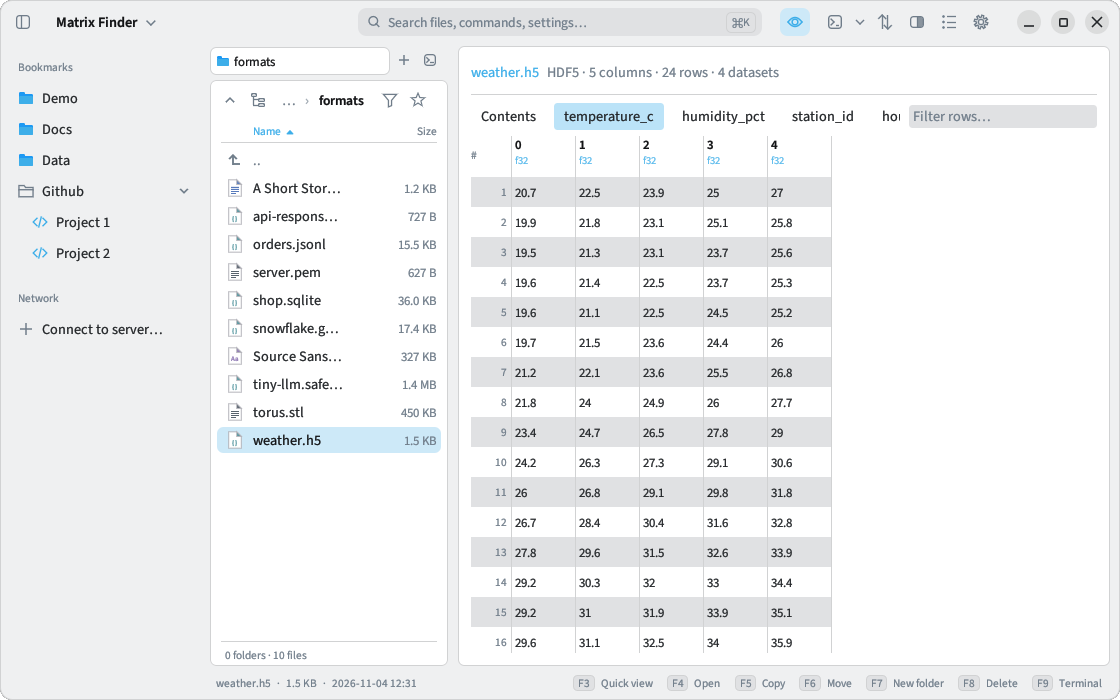 Matrix Finder
Search files, commands, settings…
⌘K
Bookmarks
Demo
Docs
Data
Github
Project 1
Project 2
Network
Connect to server…
formats
… › formats
Name Size
..
A Short Stor… 1.2 KB
api-respons… 727 B
orders.jsonl 15.5 KB
server.pem 627 B
shop.sqlite 36.0 KB
snowflake.g… 17.4 KB
Source Sans… 327 KB
tiny-llm.safe… 1.4 MB
torus.stl 450 KB
weather.h5 1.5 KB
0 folders · 10 files
weather.h5 HDF5 · 5 columns · 24 rows · 4 datasets
Contents temperature_c humidity_pct station_id hou Filter rows…
# 0 1 2 3 4
f32 f32 f32 f32 f32
1 20.7 22.5 23.9 25 27
2 19.9 21.8 23.1 25.1 25.8
3 19.5 21.3 23.1 23.7 25.6
4 19.6 21.4 22.5 23.7 25.3
5 19.6 21.1 22.5 24.5 25.2
6 19.7 21.5 23.6 24.4 26
7 21.2 22.1 23.6 25.5 26.8
8 21.8 24 24.9 26 27.7
9 23.4 24.7 26.5 27.8 29
10 24.2 26.3 27.3 29.1 30.6
11 26 26.8 29.1 29.8 31.8
12 26.7 28.4 30.4 31.6 32.8
13 27.8 29.6 31.5 32.6 33.9
14 29.2 30.3 32 33 34.4
15 29.2 31 31.9 33.9 35.1
16 29.6 31.1 32.5 34 35.9
weather.h5 · 1.5 KB · 2026-11-04 12:31
F3 Quick view F4 Open F5 Copy F6 Move F7 New folder F8 Delete F9 Terminal